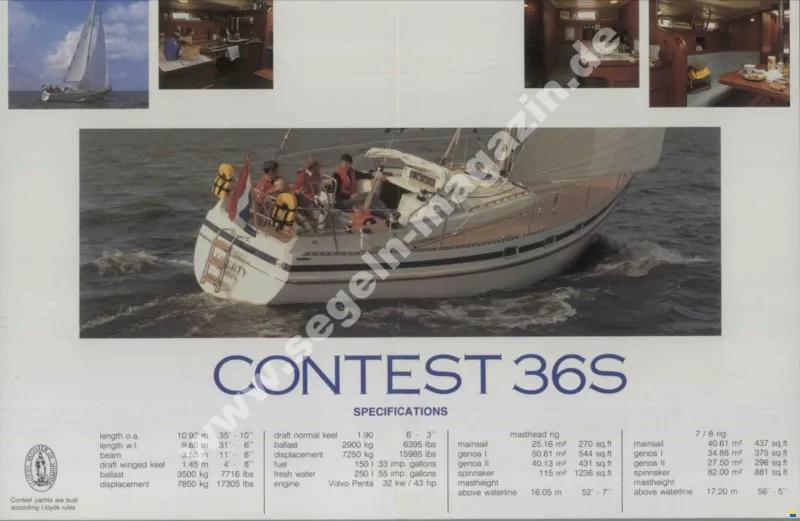 www.segeln-magazin.de
LIBERTY
CONTEST 36S
SPECIFICATIONS
length o.a. 10.92 m 35' - 10"
length w.l. 9.60 m 31' - 6"
beam 3.55 m 11' - 8"
draft winged keel 1.45 m 4' - 8"
ballast 3500 kg 7716 lbs
displacement 7850 kg 17305 lbs
draft normal keel 1.90 6' - 3"
ballast 2900 kg 6395 lbs
displacement 7250 kg 15985 lbs
fuel 150 l 33 imp. gallons
fresh water 250 l 55 imp. gallons
engine Volvo Penta 32 kw / 43 hp
masthead rig
mainsail 25.16 m² 270 sq.ft
genoa I 50.61 m² 544 sq.ft
genoa II 40.13 m² 431 sq.ft
spinnaker 115 m² 1236 sq.ft
mastheight
above waterline 16.05 m 52' - 7"
7 / 8 rig
mainsail 40.61 m² 437 sq.ft
genoa I 34.88 m² 375 sq.ft
genoa II 27.50 m² 296 sq.ft
spinnaker 82.00 m² 881 sq.ft
mastheight
above waterline 17.20 m 56' - 5"
Contest yachts are built
according Lloyds rules